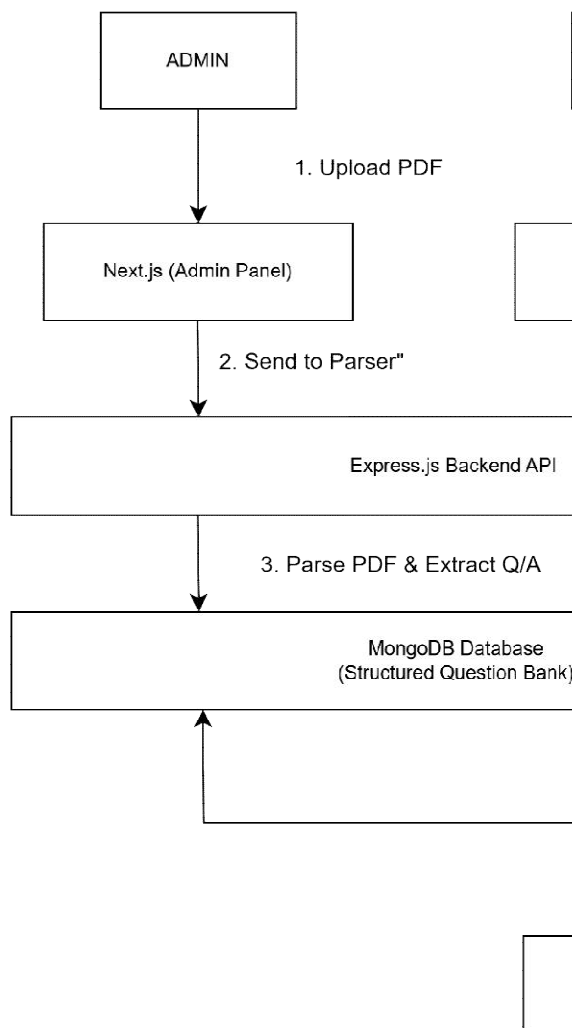 ADMIN
1. Upload PDF
Next.js (Admin Panel)
2. Send to Parser"
Express.js Backend API
3. Parse PDF & Extract Q/A
MongoDB Database
(Structured Question Bank)